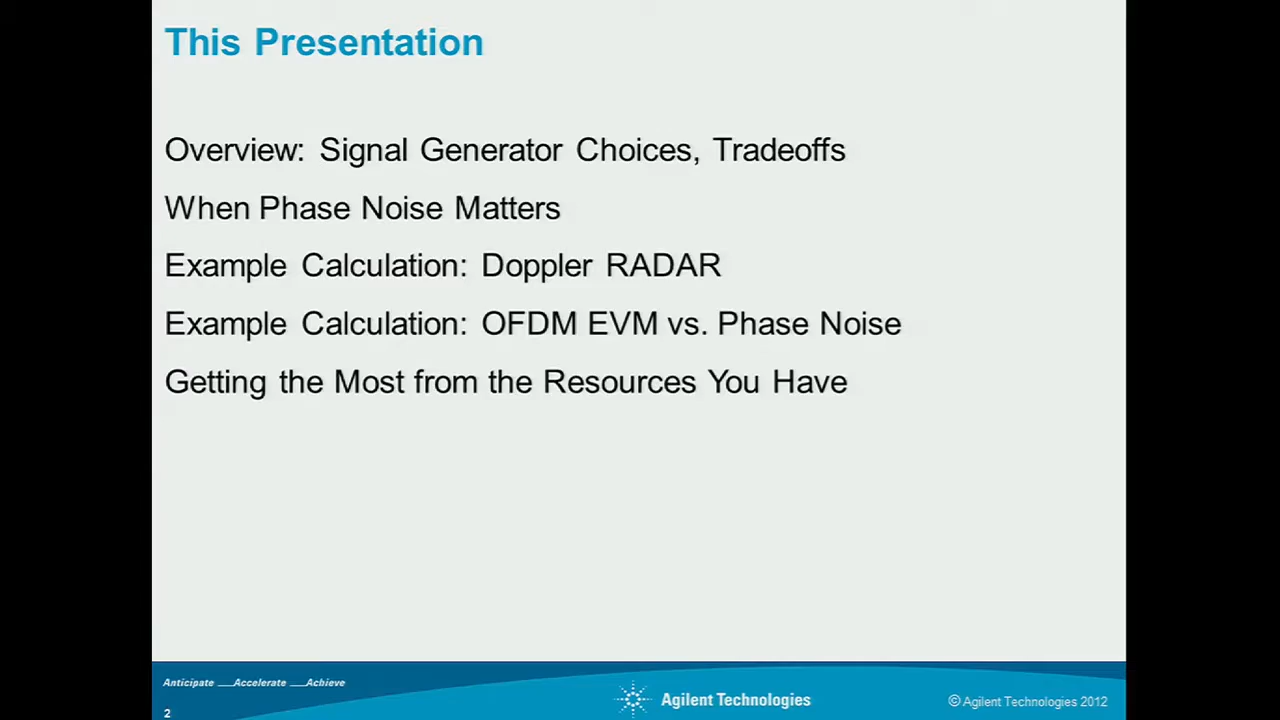 This Presentation
Overview: Signal Generator Choices, Tradeoffs
When Phase Noise Matters
Example Calculation: Doppler RADAR
Example Calculation: OFDM EVM vs. Phase Noise
Getting the Most from the Resources You Have
Anticipate __Accelerate __Achieve
Agilent Technologies
© Agilent Technologies 2012
2